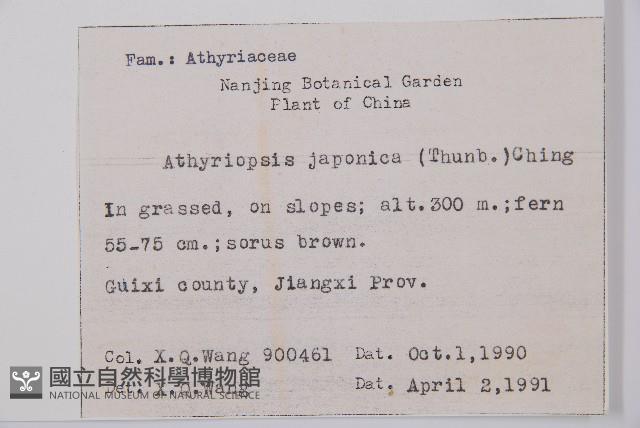 Fam.: Athyriaceae
Nanjing Botanical Garden
Plant of China
Athyriopsis japonica (Thunb.)Ching
In grassed, on slopes; alt.300 m.;fern
55-75 cm.;sorus brown.
Guixi county, Jiangxi Prov.
Col. X.Q.Wang 900461 Dat. Oct.1,1990
Det. X.Q.Wang Dat. April 2,1991
國立自然科學博物館
NATIONAL MUSEUM OF NATURAL SCIENCE